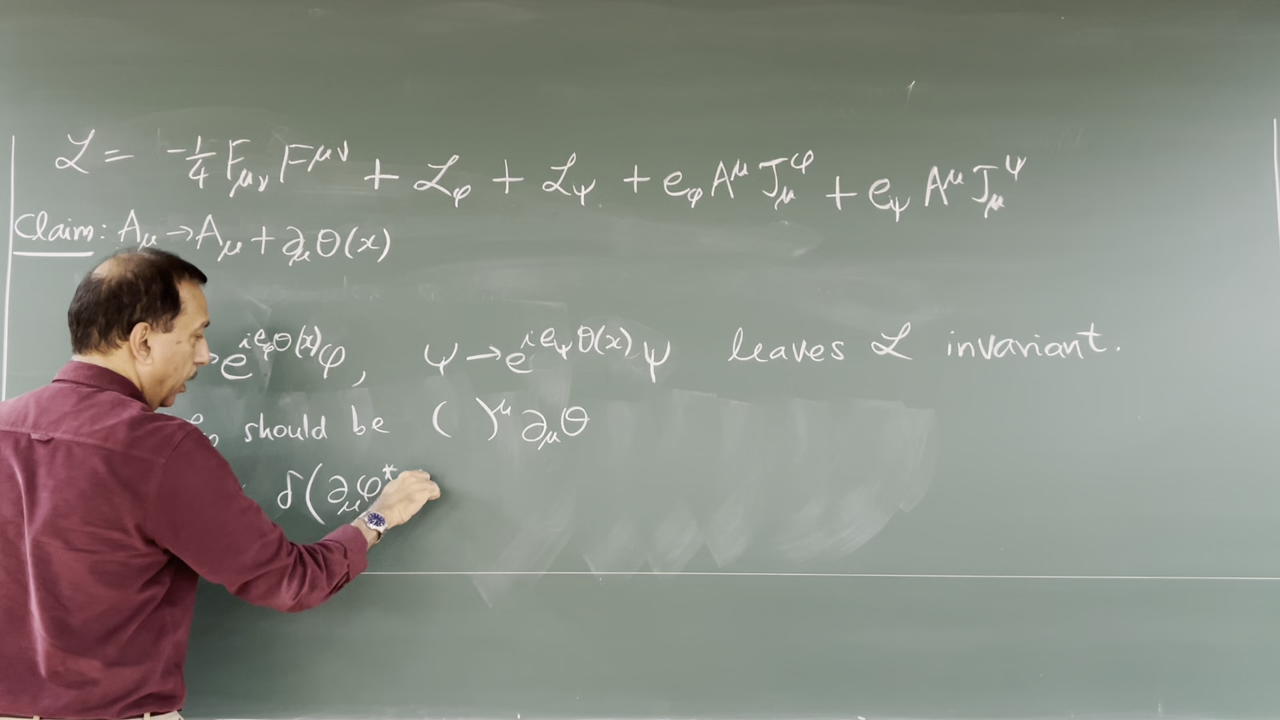 ℒ = -1/4 F_μν F^μν + ℒ_φ + ℒ_ψ + e_φ A^μ J_μ^φ + e_ψ A^μ J_μ^ψ
Claim: A_μ → A_μ + ∂_μ θ(x)
→ e^{i e_φ θ(x)} φ, ψ → e^{i e_ψ θ(x)} ψ leaves ℒ invariant.
should be ( )^μ ∂_μ θ
δ(∂_μ φ*